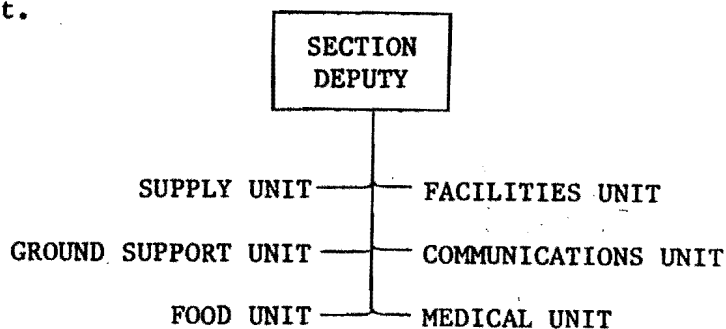 t.
SECTION
DEPUTY
SUPPLY UNIT FACILITIES UNIT
GROUND SUPPORT UNIT COMMUNICATIONS UNIT
FOOD UNIT MEDICAL UNIT